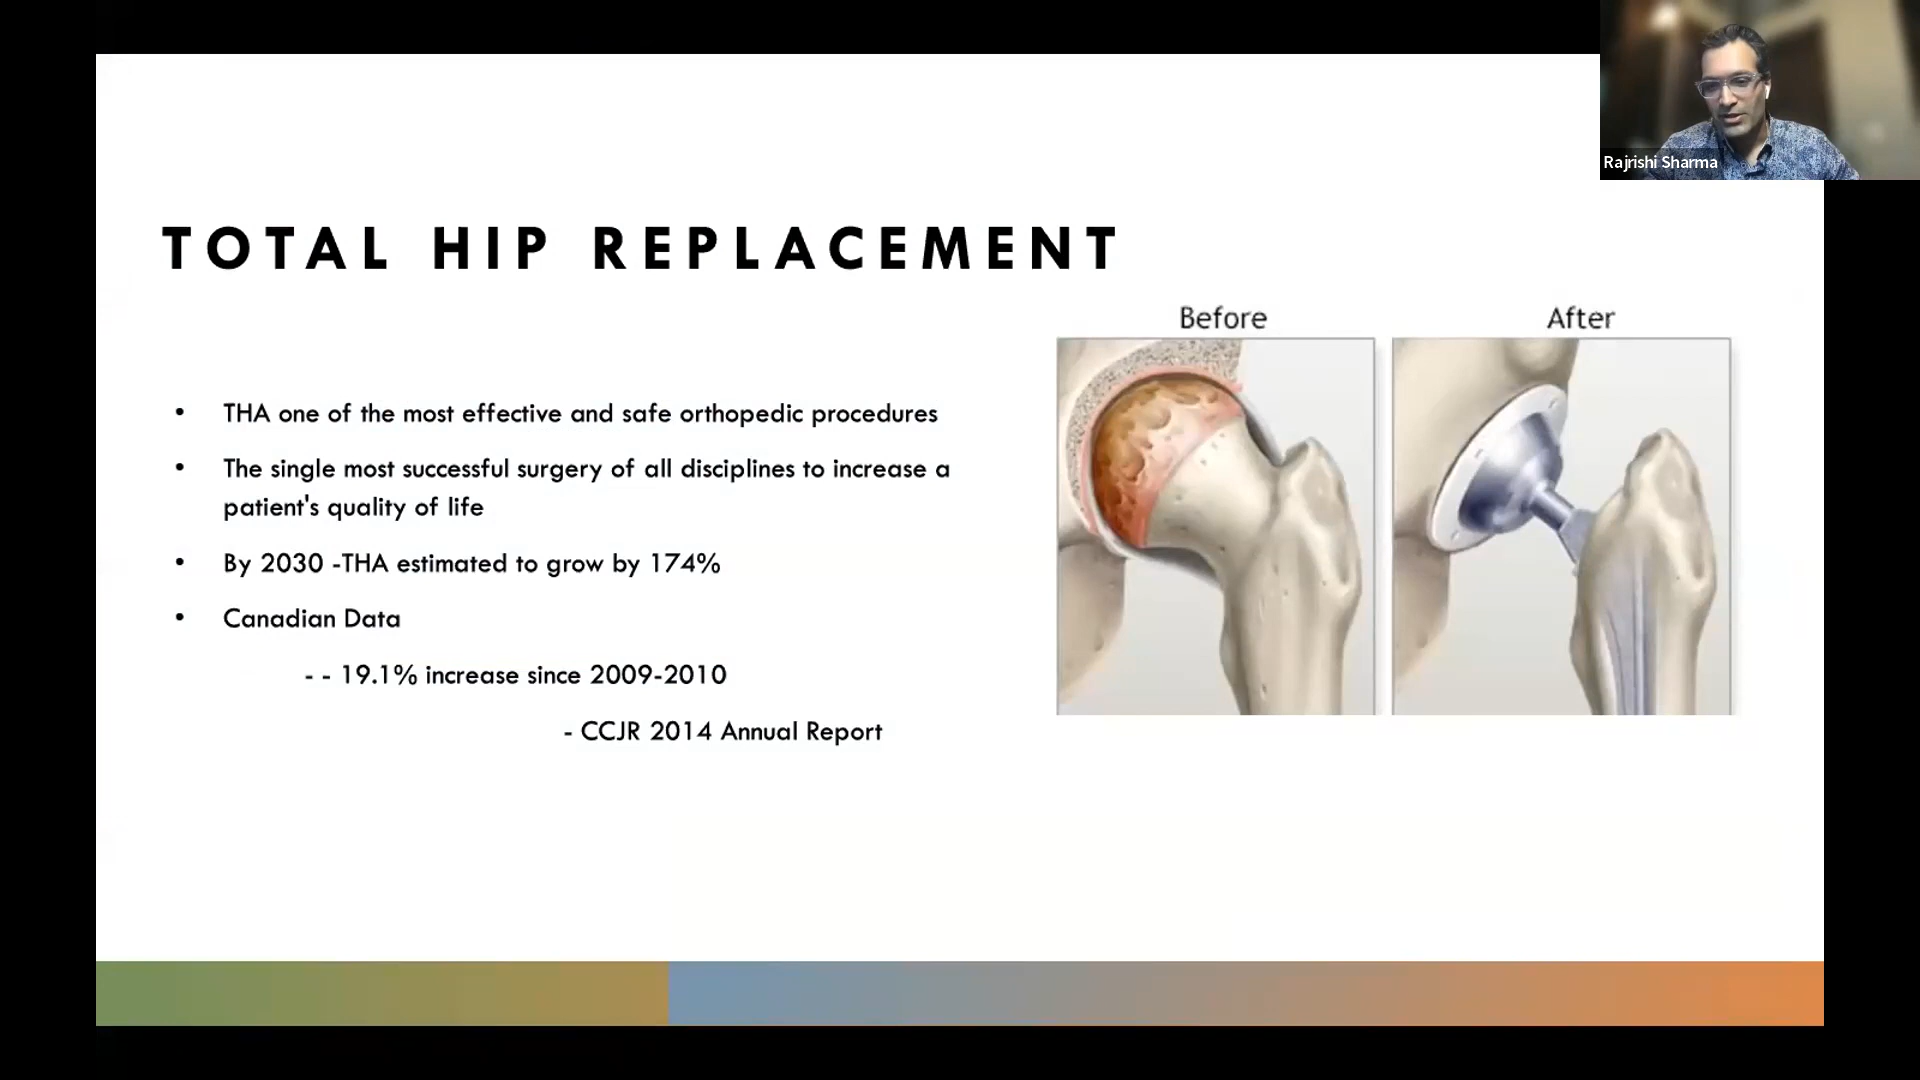 Rajrishi Sharma
TOTAL HIP REPLACEMENT
Before
After
• THA one of the most effective and safe orthopedic procedures
• The single most successful surgery of all disciplines to increase a
patient's quality of life
• By 2030 -THA estimated to grow by 174%
• Canadian Data
- - 19.1% increase since 2009-2010
- CCJR 2014 Annual Report